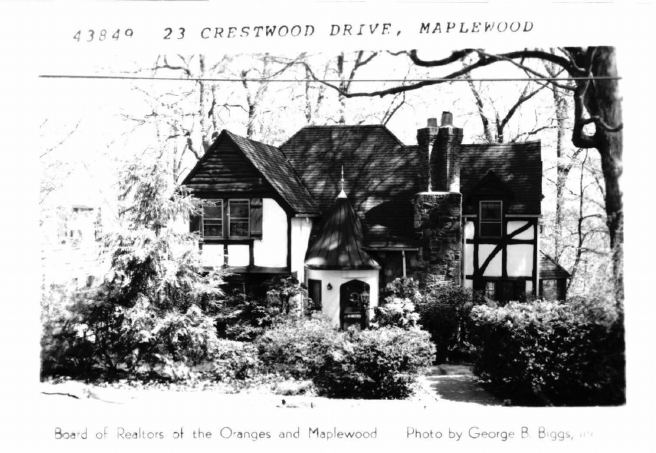 43849 23 CRESTWOOD DRIVE, MAPLEWOOD
Board of Realtors of the Oranges and Maplewood Photo by George B. Biggs,